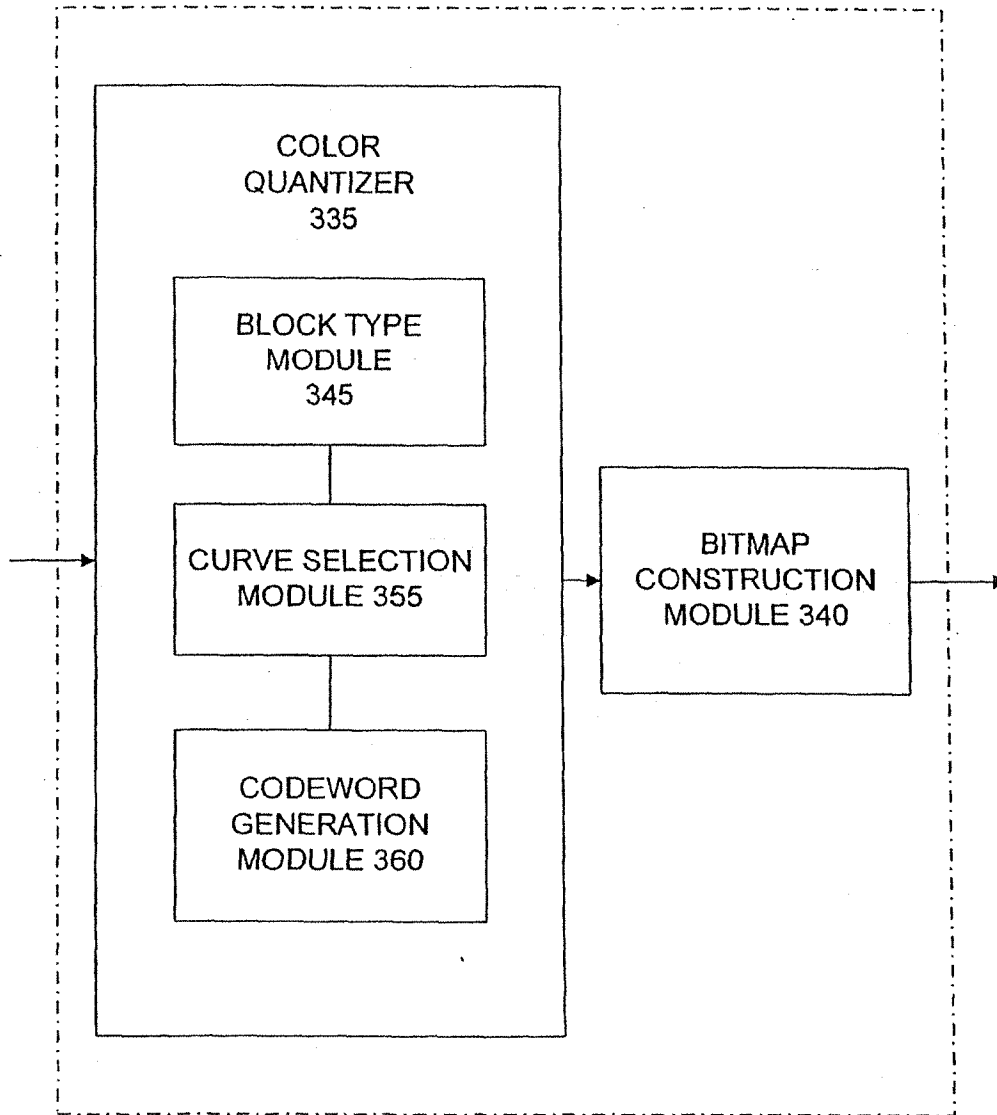 COLOR
QUANTIZER
335
BLOCK TYPE
MODULE
345
CURVE SELECTION
MODULE 355
CODEWORD
GENERATION
MODULE 360
BITMAP
CONSTRUCTION
MODULE 340